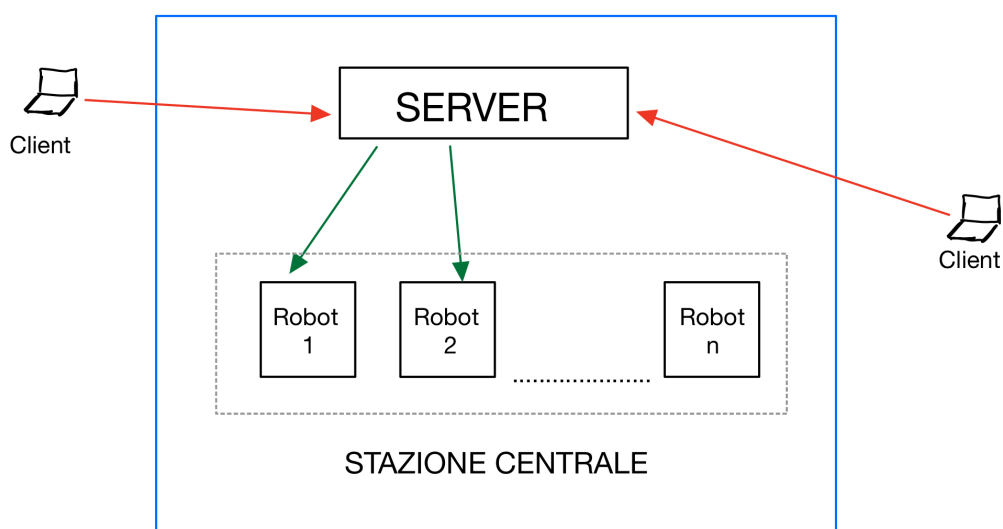 SERVER
Client
Client
Robot
1
Robot
2
Robot
n
STAZIONE CENTRALE